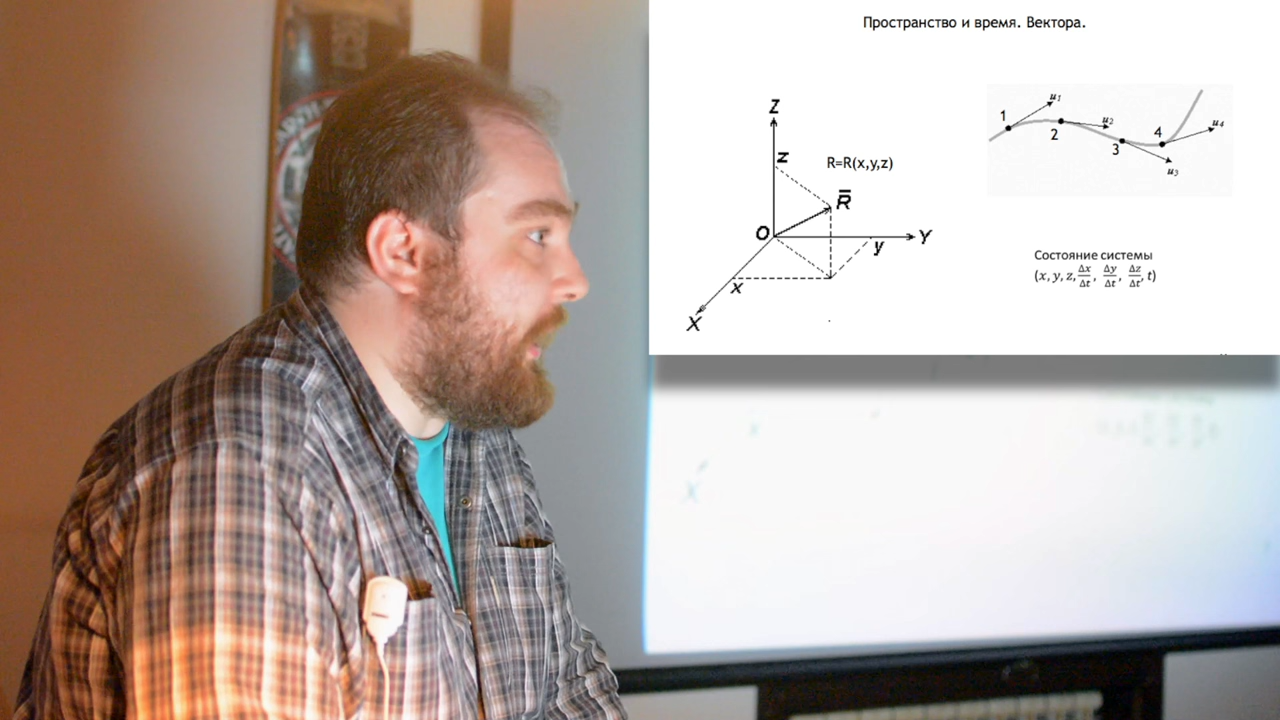 Пространство и время. Вектора.
Z
z
R=R(x,y,z)
R̅
O
Y
y
x
X
1
u₁
2
u₂
3
u₃
4
u₄
Состояние системы
(x, y, z, Δx/Δt, Δy/Δt, Δz/Δt, t)